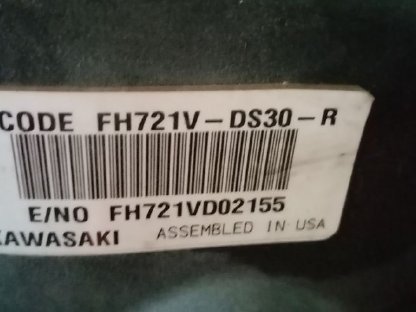 CODE FH721V-DS30-R
E/NO FH721VD02155
KAWASAKI ASSEMBLED IN USA